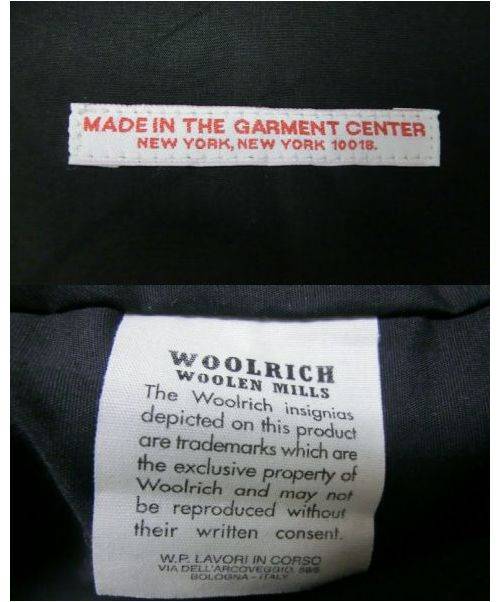 MADE IN THE GARMENT CENTER
NEW YORK, NEW YORK 10018.
WOOLRICH
WOOLEN MILLS
The Woolrich insignias
depicted on this product
are trademarks which are
the exclusive property of
Woolrich and may not
be reproduced without
their written consent.
W.P. LAVORI IN CORSO
VIA DELL'ARCOVEGGIO,
BOLOGNA - ITALY